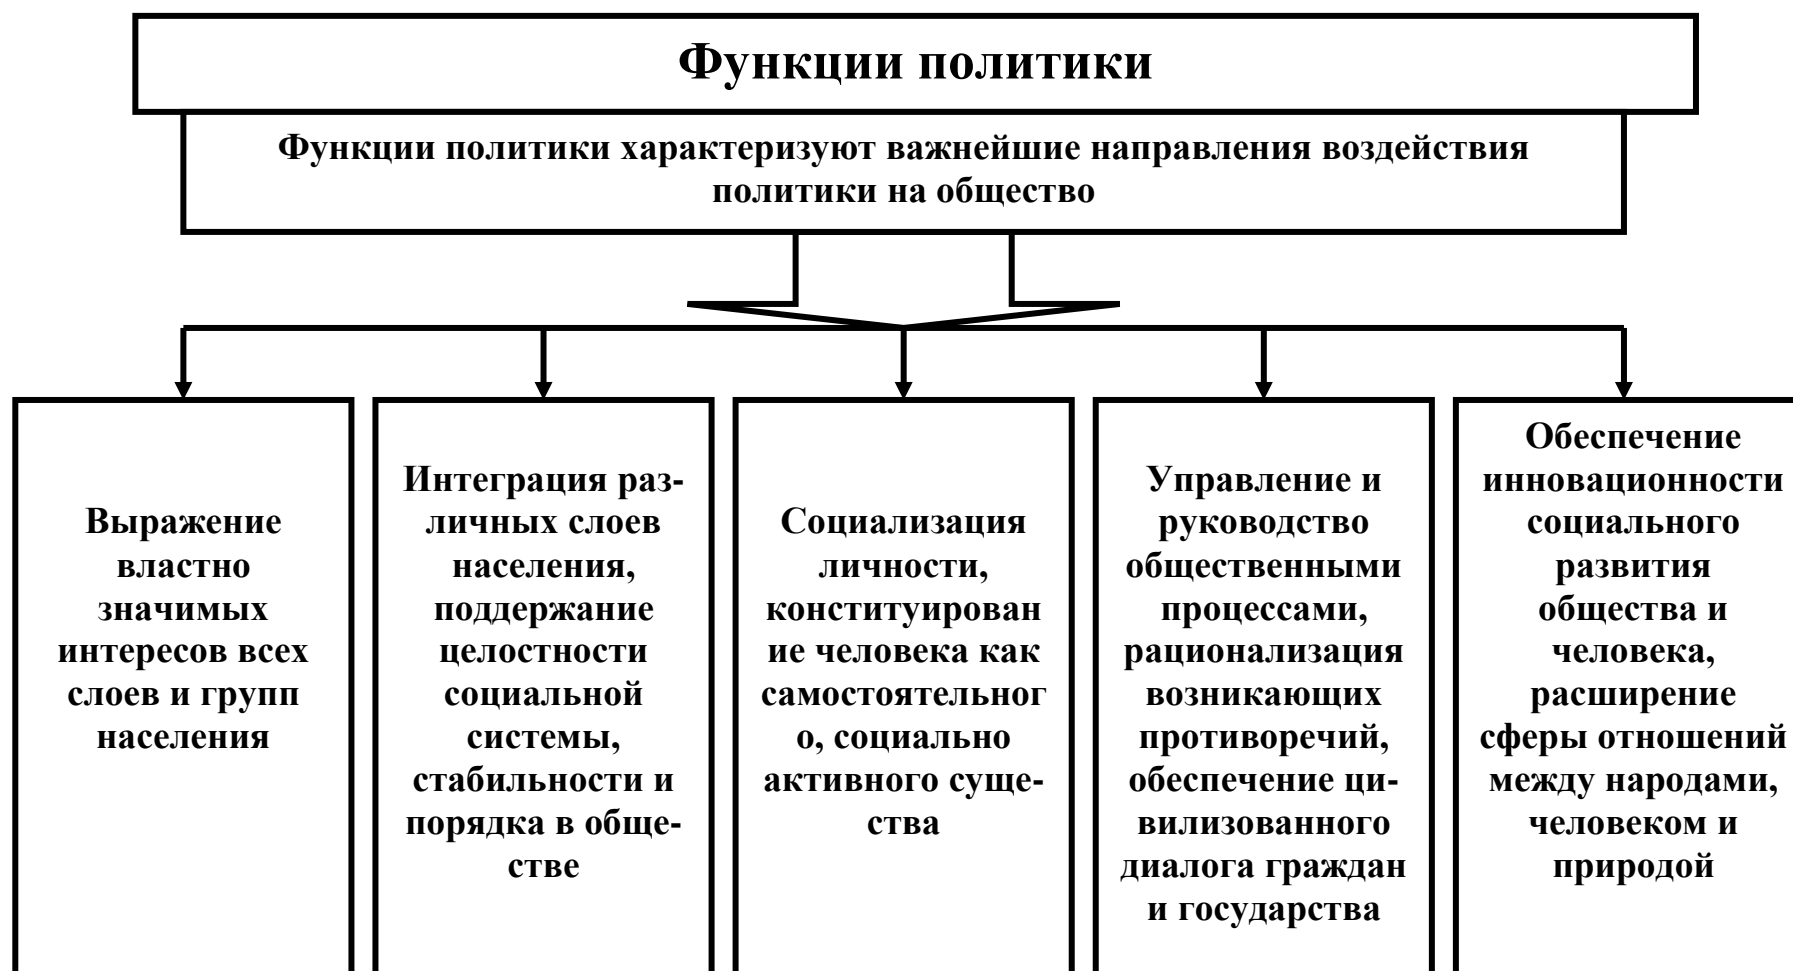 Функции политики
Функции политики характеризуют важнейшие направления воздействия
политики на общество
Выражение
властно
значимых
интересов всех
слоев и групп
населения
Интеграция раз-
личных слоев
населения,
поддержание
целостности
социальной
системы,
стабильности и
порядка в обще-
стве
Социализация
личности,
конституирован
ие человека как
самостоятельног
о, социально
активного суще-
ства
Управление и
руководство
общественными
процессами,
рационализация
возникающих
противоречий,
обеспечение ци-
вилизованного
диалога граждан
и государства
Обеспечение
инновационности
социального
развития
общества и
человека,
расширение
сферы отношений
между народами,
человеком и
природой